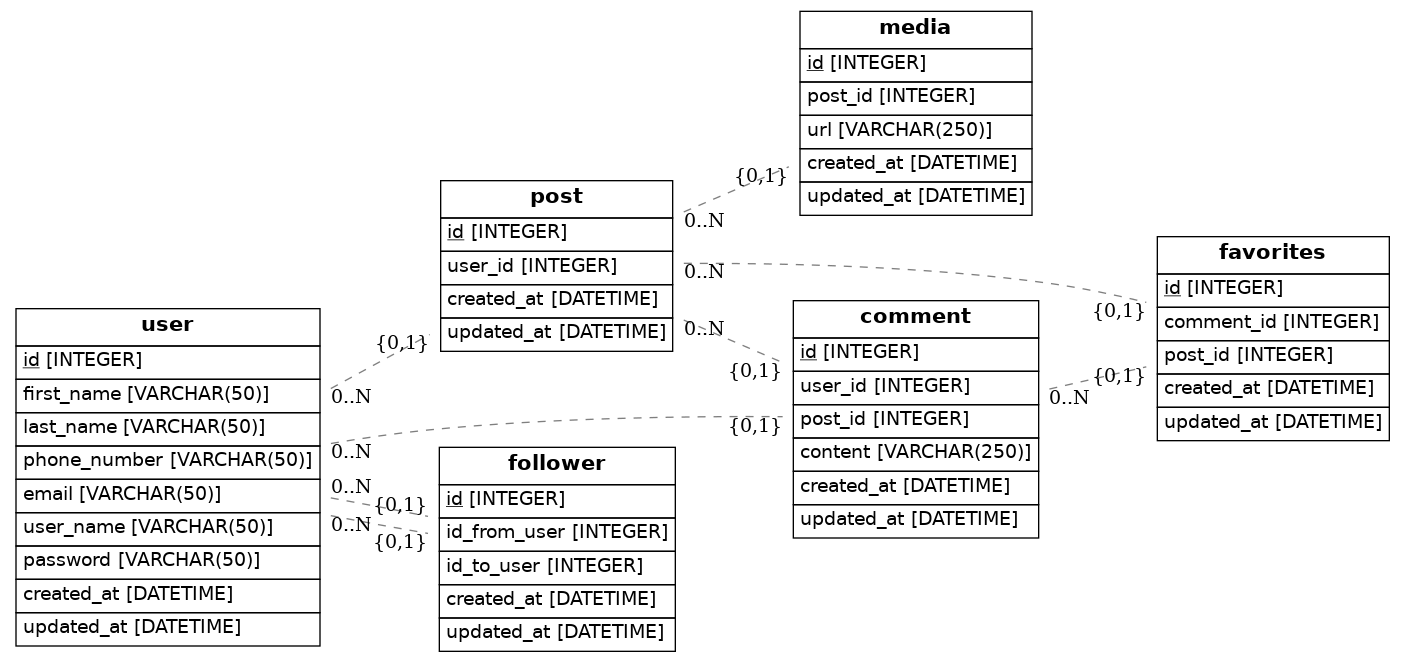 media
id [INTEGER]
post_id [INTEGER]
url [VARCHAR(250)]
created_at [DATETIME]
updated_at [DATETIME]
{0,1}
0..N
post
id [INTEGER]
user_id [INTEGER]
created_at [DATETIME]
updated_at [DATETIME]
0..N
{0,1}
favorites
id [INTEGER]
comment_id [INTEGER]
post_id [INTEGER]
created_at [DATETIME]
updated_at [DATETIME]
0..N
{0,1}
comment
id [INTEGER]
user_id [INTEGER]
post_id [INTEGER]
content [VARCHAR(250)]
created_at [DATETIME]
updated_at [DATETIME]
0..N
{0,1}
user
id [INTEGER]
first_name [VARCHAR(50)]
last_name [VARCHAR(50)]
phone_number [VARCHAR(50)]
email [VARCHAR(50)]
user_name [VARCHAR(50)]
password [VARCHAR(50)]
created_at [DATETIME]
updated_at [DATETIME]
{0,1}
0..N
{0,1}
0..N
0..N
{0,1}
0..N
{0,1}
follower
id [INTEGER]
id_from_user [INTEGER]
id_to_user [INTEGER]
created_at [DATETIME]
updated_at [DATETIME]